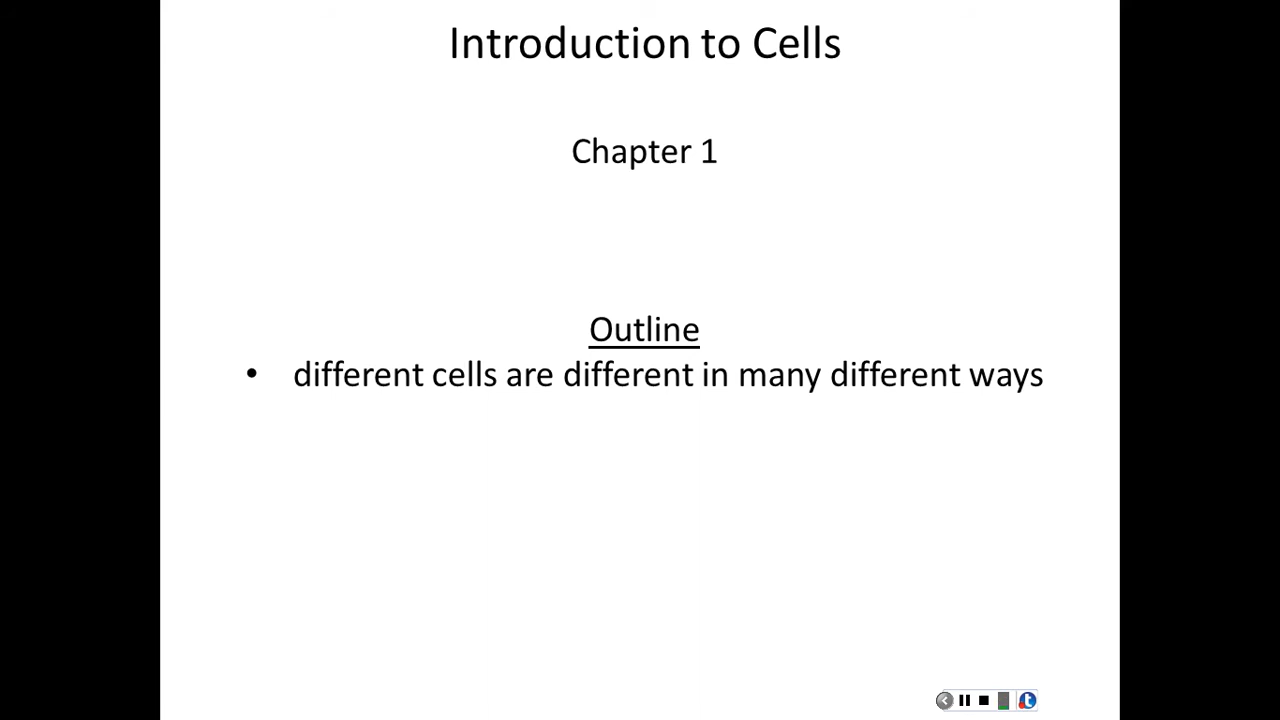 Introduction to Cells
Chapter 1
Outline
• different cells are different in many different ways